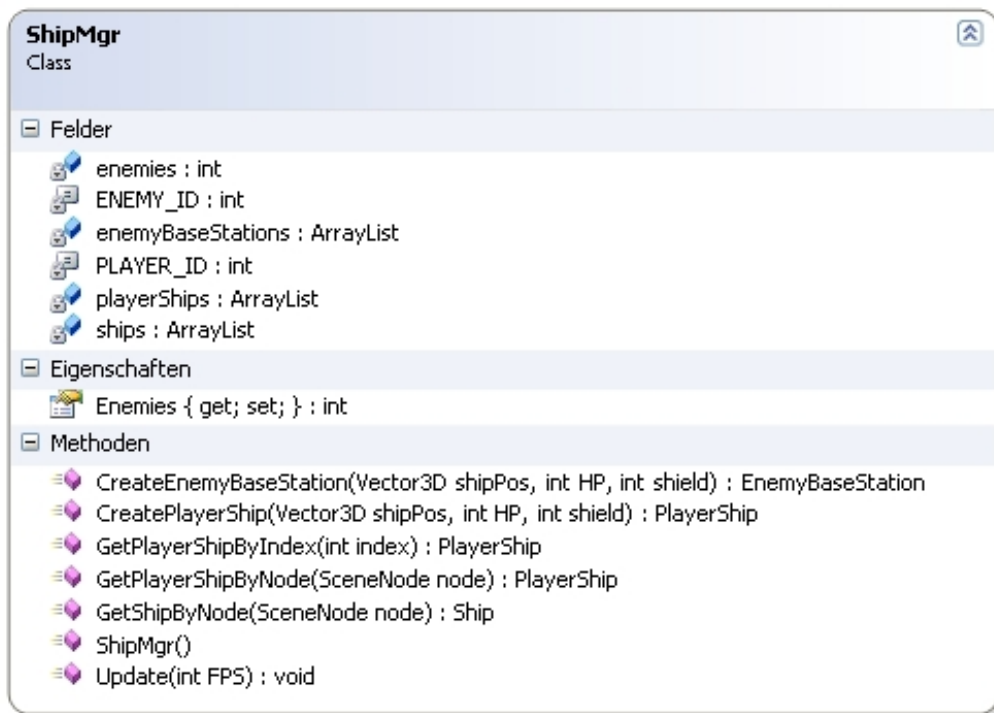 ShipMgr
Class
Felder
enemies : int
ENEMY_ID : int
enemyBaseStations : ArrayList
PLAYER_ID : int
playerShips : ArrayList
ships : ArrayList
Eigenschaften
Enemies { get; set; } : int
Methoden
CreateEnemyBaseStation(Vector3D shipPos, int HP, int shield) : EnemyBaseStation
CreatePlayerShip(Vector3D shipPos, int HP, int shield) : PlayerShip
GetPlayerShipByIndex(int index) : PlayerShip
GetPlayerShipByNode(SceneNode node) : PlayerShip
GetShipByNode(SceneNode node) : Ship
ShipMgr()
Update(int FPS) : void